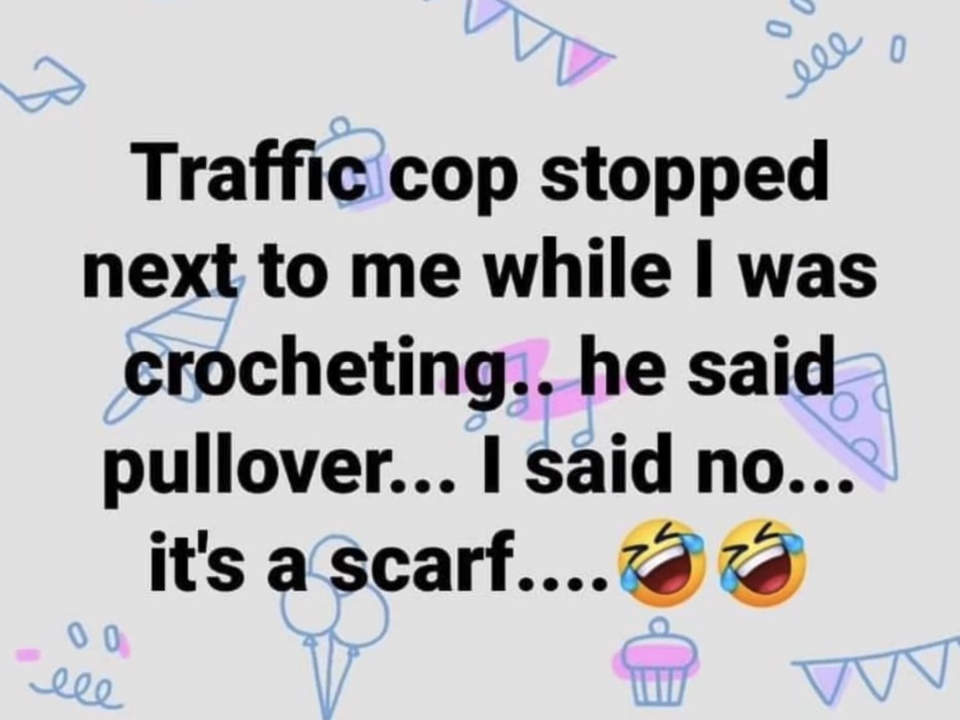 Traffic cop stopped
next to me while I was
crocheting.. he said
pullover... I said no...
it's a scarf....🤣🤣